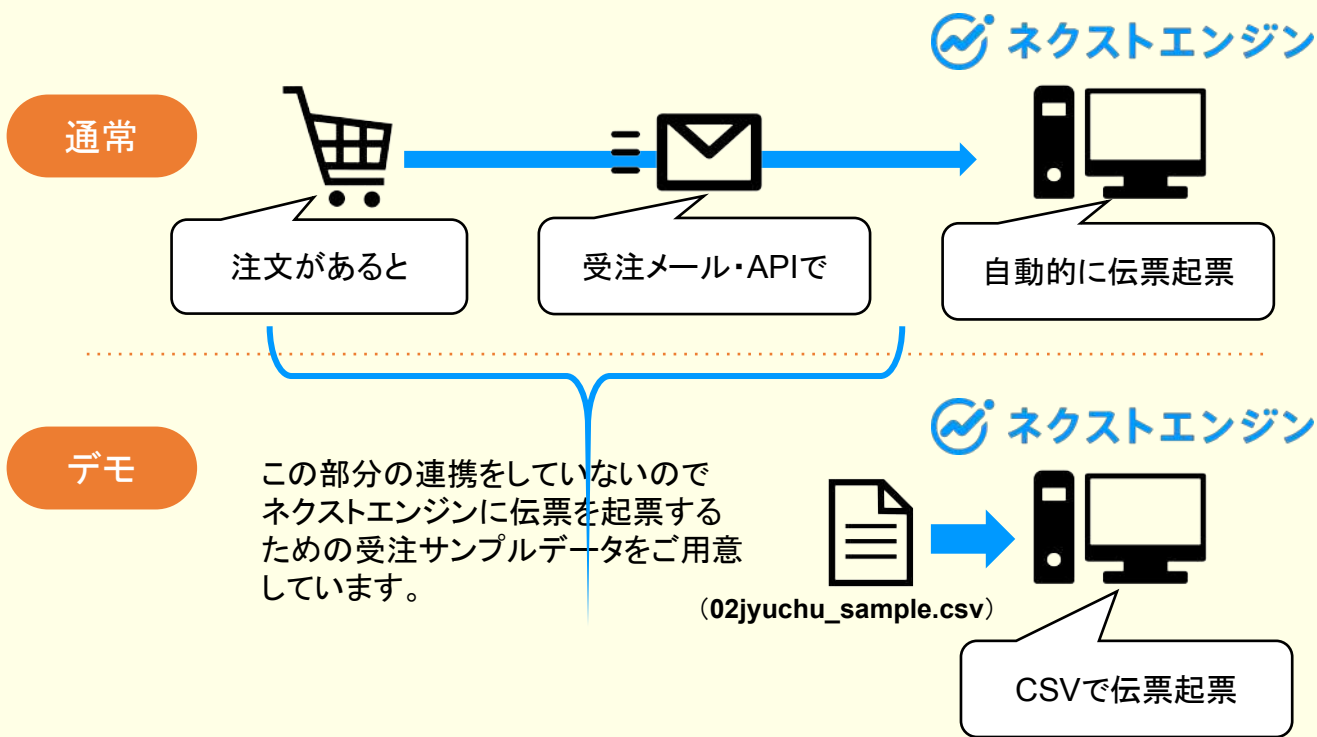 ネクストエンジン
通常
注文があると
受注メール・APIで
自動的に伝票起票
ネクストエンジン
デモ
この部分の連携をしていないので
ネクストエンジンに伝票を起票する
ための受注サンプルデータをご用意
しています。
（02jyuchu_sample.csv）
CSVで伝票起票